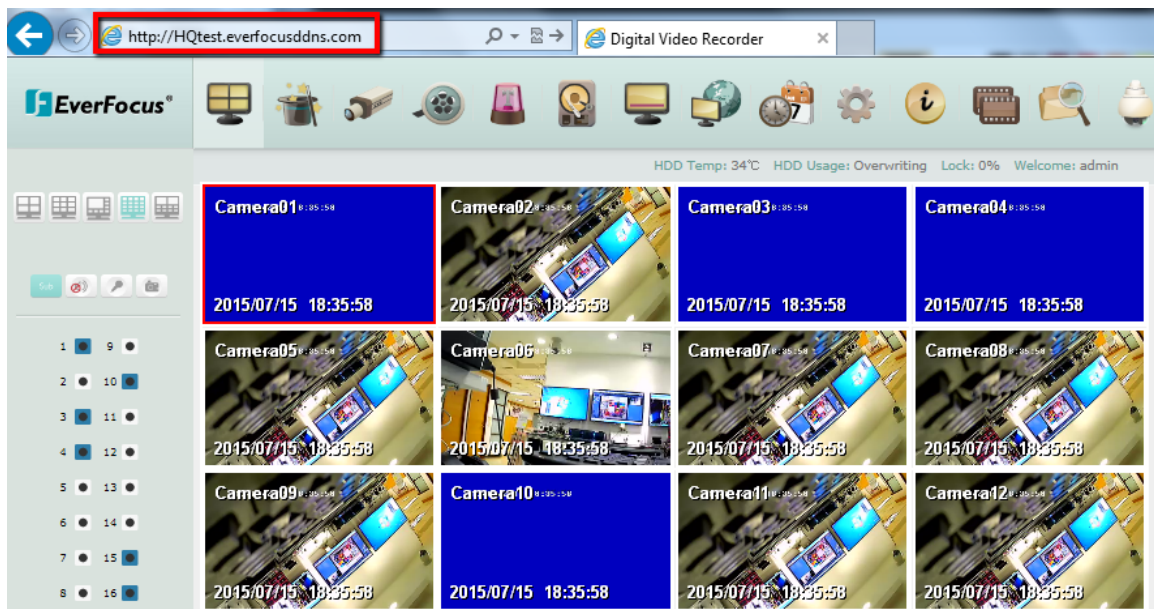 http://HQtest.everfocusddns.com
Digital Video Recorder
EverFocus®
7
i
HDD Temp: 34℃ HDD Usage: Overwriting Lock: 0% Welcome: admin
Sub
1 9
2 10
3 11
4 12
5 13
6 14
7 15
8 16
Camera01
2015/07/15 18:35:58
Camera02
2015/07/15 18:35:58
Camera03
2015/07/15 18:35:58
Camera04
2015/07/15 18:35:58
Camera05
2015/07/15 18:35:58
Camera06
2015/07/15 18:35:58
Camera07
2015/07/15 18:35:58
Camera08
2015/07/15 18:35:58
Camera09
2015/07/15 18:35:58
Camera10
2015/07/15 18:35:58
Camera11
2015/07/15 18:35:58
Camera12
2015/07/15 18:35:58